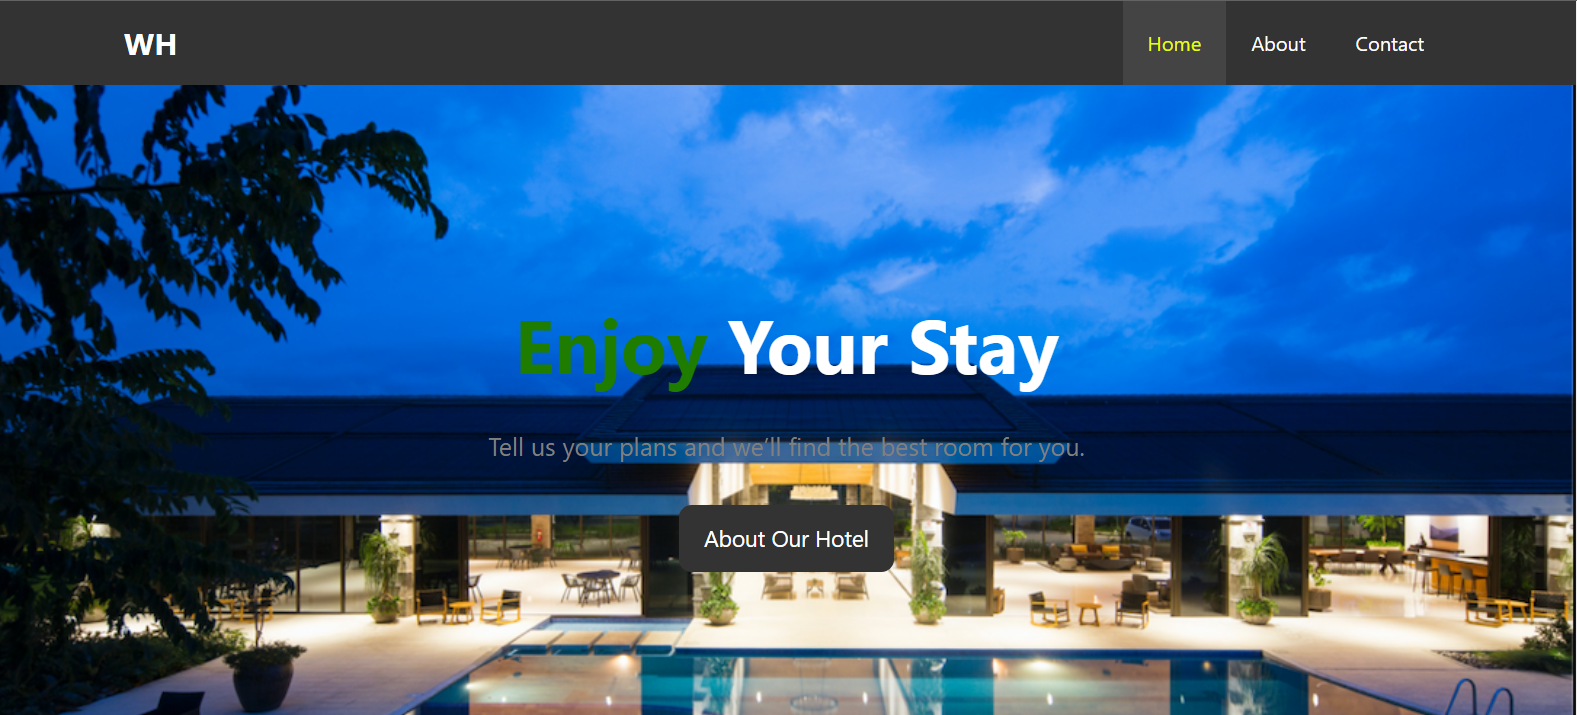 WH
Home About Contact
Enjoy Your Stay
Tell us your plans and we'll find the best room for you.
About Our Hotel